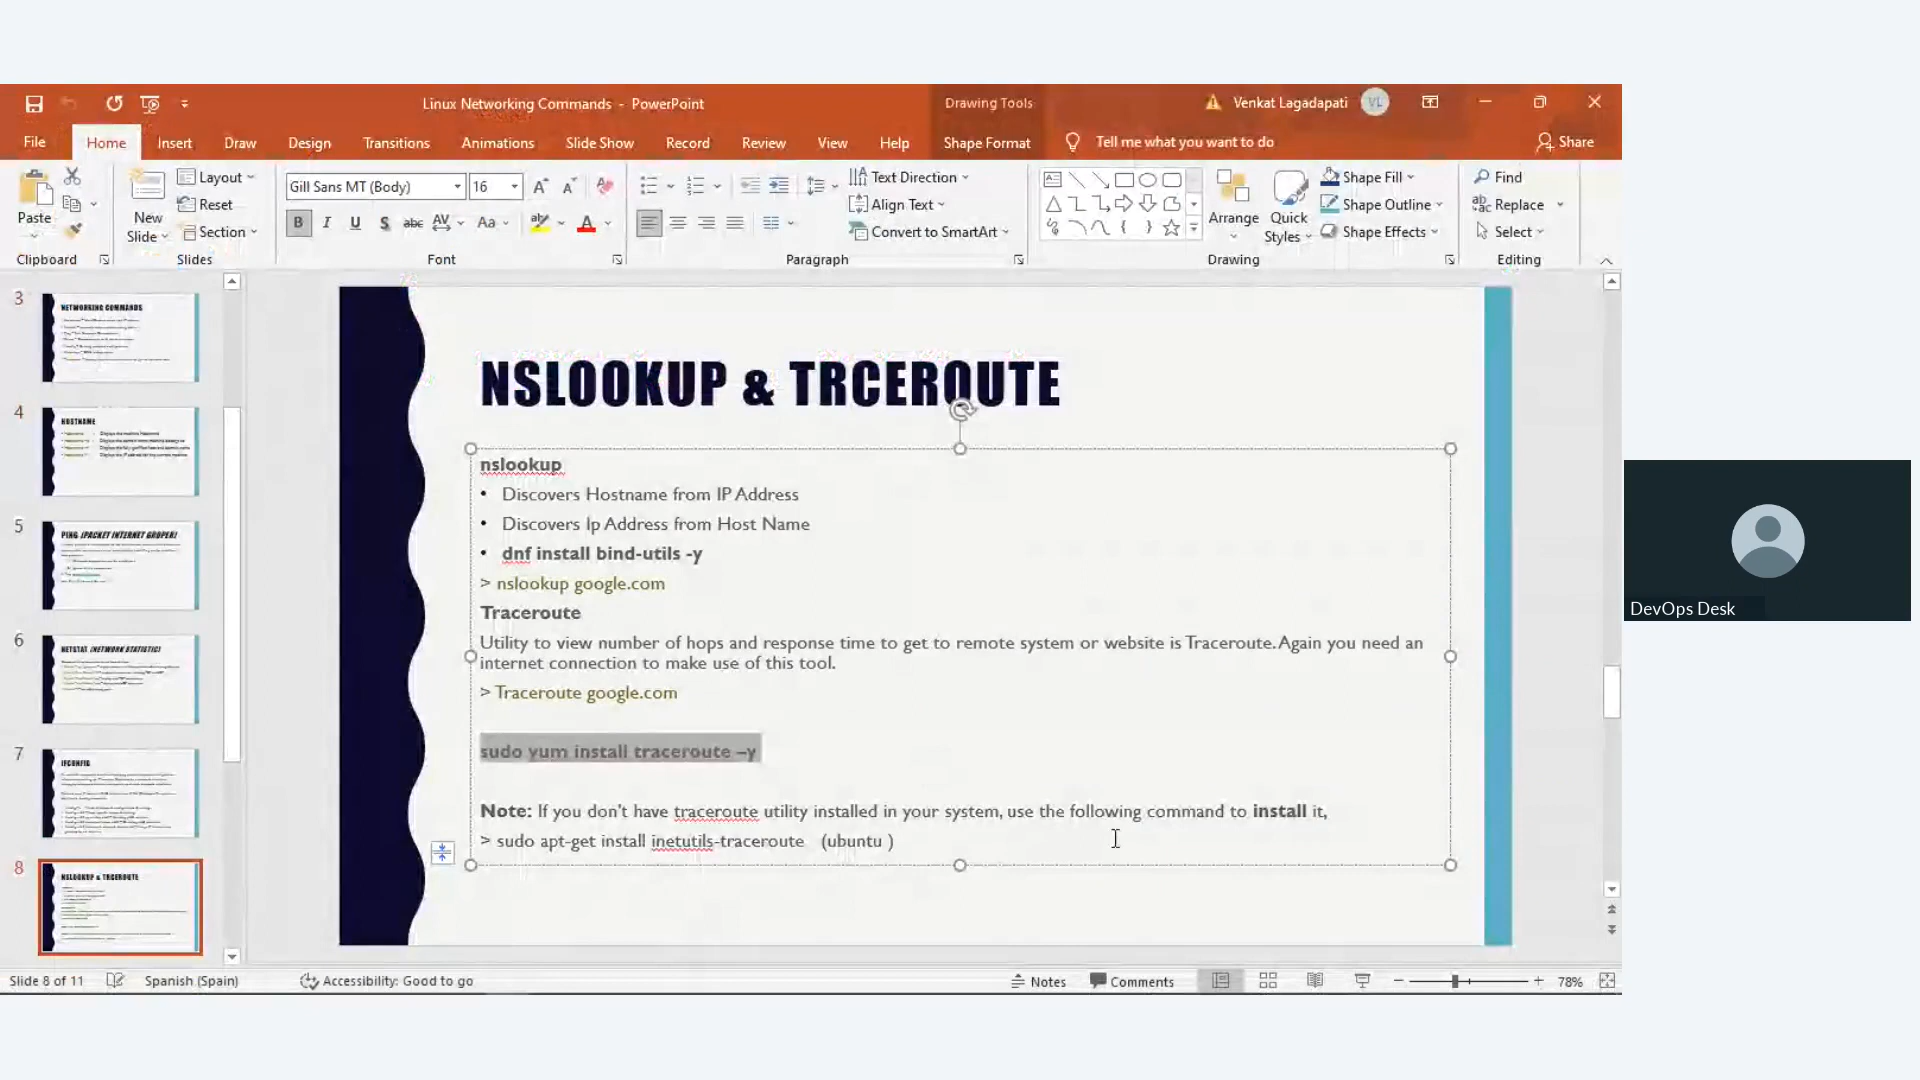 Linux Networking Commands - PowerPoint
Drawing Tools
Venkat Lagadapati
VL
File
Home
Insert
Draw
Design
Transitions
Animations
Slide Show
Record
Review
View
Help
Shape Format
Tell me what you want to do
Share
Paste
Clipboard
New
Slide
Layout
Reset
Section
Slides
Gill Sans MT (Body)
16
B I U S abc AV Aa A
Font
Text Direction
Align Text
Convert to SmartArt
Paragraph
Arrange
Quick
Styles
Shape Fill
Shape Outline
Shape Effects
Drawing
Find
Replace
Select
Editing
3
NETWORKING COMMANDS
4
HOSTNAME
5
PING (PACKET INTERNET GROPER)
6
NETSTAT (NETWORK STATISTIC)
7
IFCONFIG
8
NSLOOKUP & TRCEROUTE
NSLOOKUP & TRCEROUTE
nslookup
• Discovers Hostname from IP Address
• Discovers Ip Address from Host Name
• dnf install bind-utils -y
> nslookup google.com
Traceroute
Utility to view number of hops and response time to get to remote system or website is Traceroute. Again you need an
internet connection to make use of this tool.
> Traceroute google.com
sudo yum install traceroute –y
Note: If you don't have traceroute utility installed in your system, use the following command to install it,
> sudo apt-get install inetutils-traceroute (ubuntu )
DevOps Desk
Slide 8 of 11
Spanish (Spain)
Accessibility: Good to go
Notes
Comments
78%